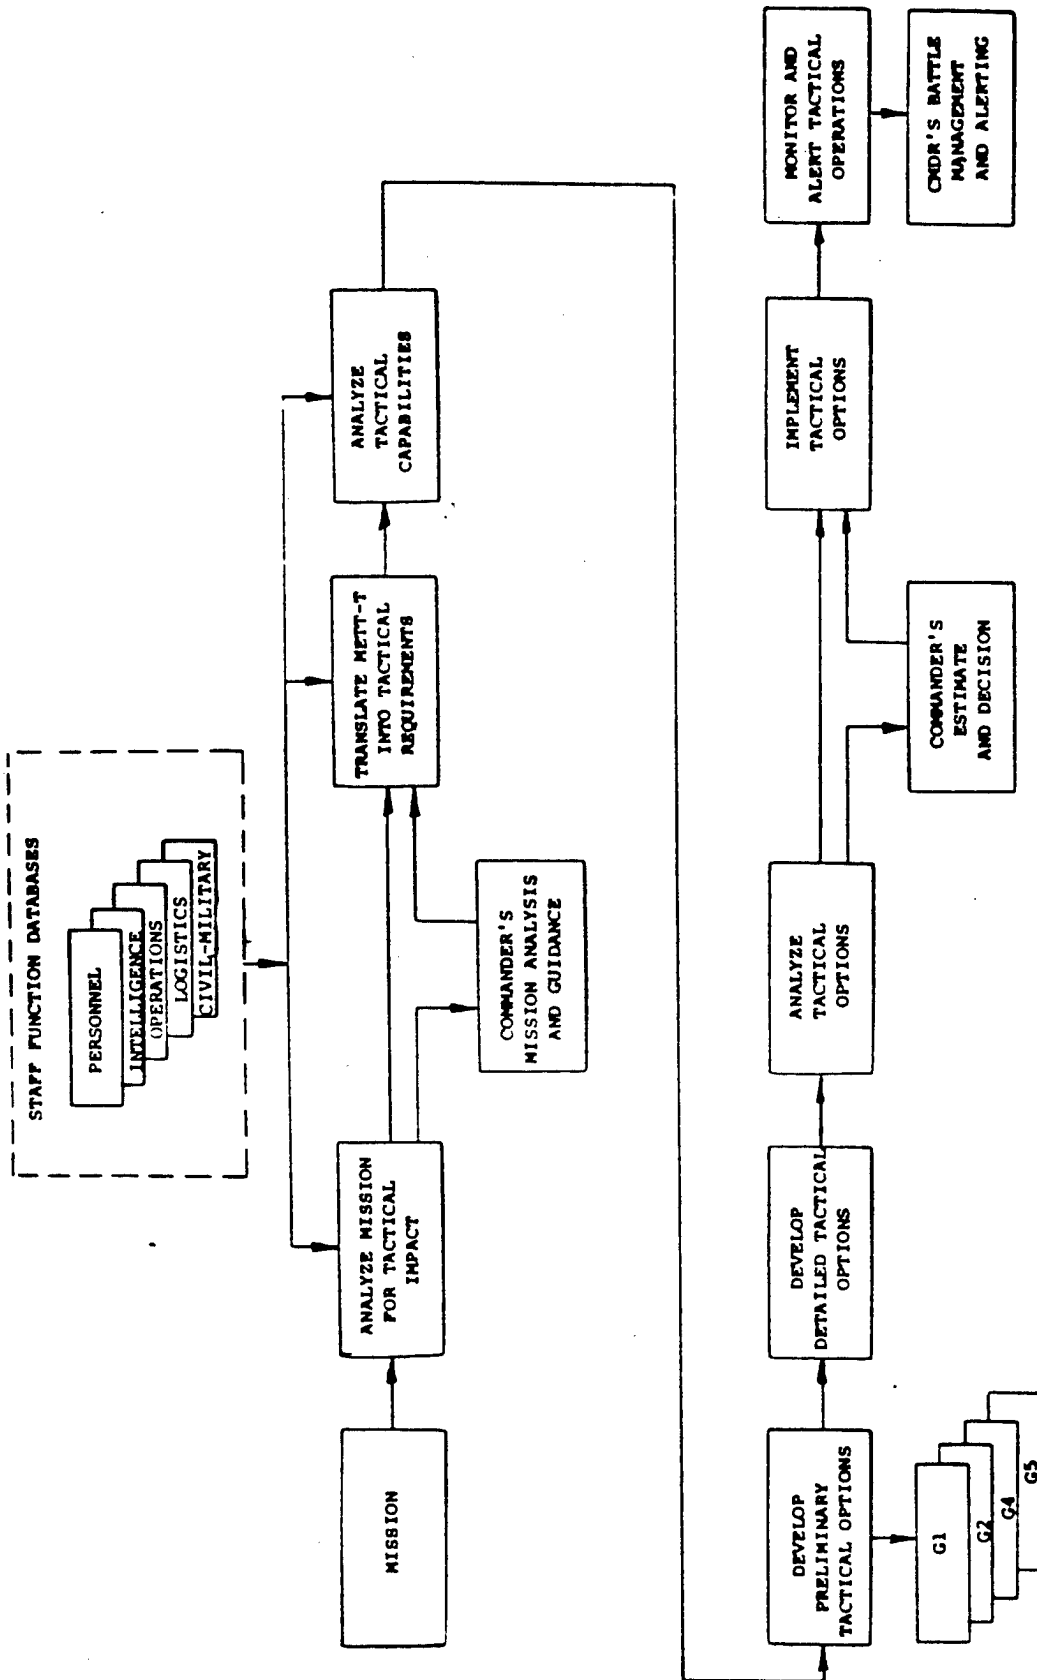 STAFF FUNCTION DATABASES
PERSONNEL
INTELLIGENCE
OPERATIONS
LOGISTICS
CIVIL-MILITARY
MISSION
ANALYZE MISSION
FOR TACTICAL
IMPACT
COMMANDER'S
MISSION ANALYSIS
AND GUIDANCE
TRANSLATE METT-T
INTO TACTICAL
REQUIREMENTS
ANALYZE
TACTICAL
CAPABILITIES
DEVELOP
PRELIMINARY
TACTICAL OPTIONS
G1
G2
G4
G5
DEVELOP
DETAILED TACTICAL
OPTIONS
ANALYZE
TACTICAL
OPTIONS
COMMANDER'S
ESTIMATE
AND DECISION
IMPLEMENT
TACTICAL
OPTIONS
MONITOR AND
ALERT TACTICAL
OPERATIONS
CMDR'S BATTLE
MANAGEMENT
AND ALERTING